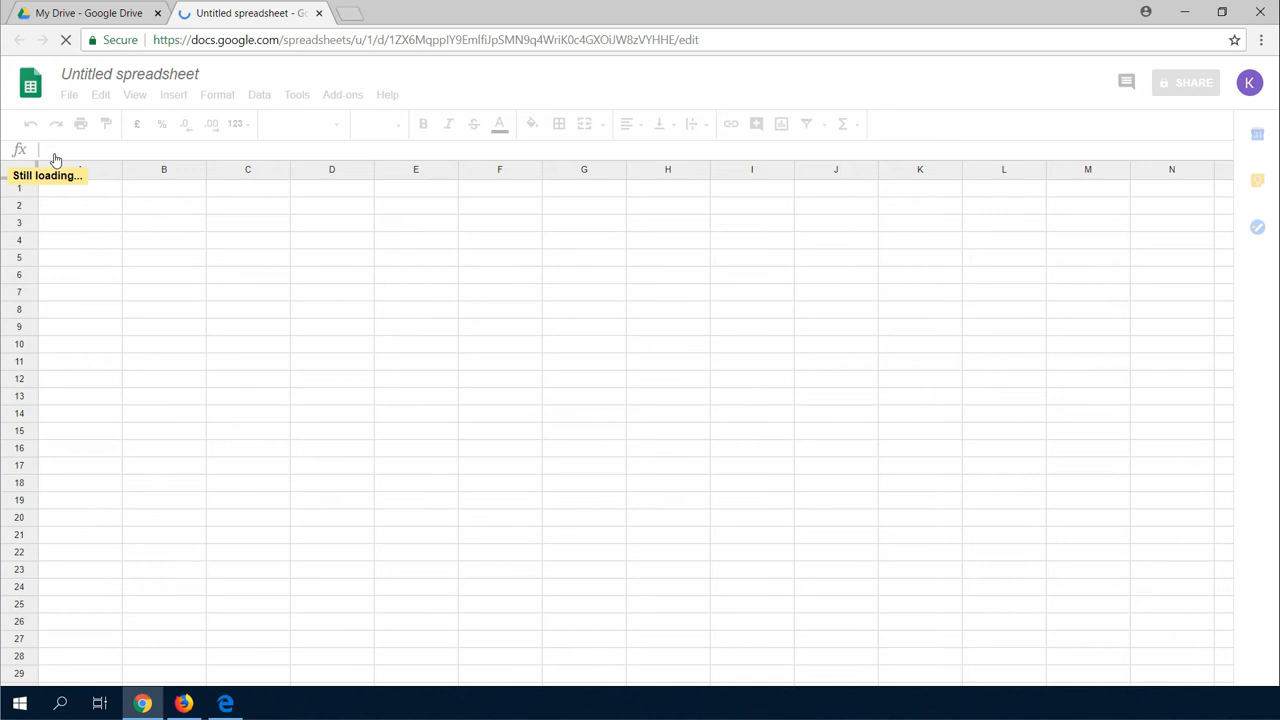 My Drive - Google Drive
Untitled spreadsheet - G
Secure
https://docs.google.com/spreadsheets/u/1/d/1ZX6MqppIY9EmlfiJpSMN9q4WriK0c4GXOiJW8zVYHHE/edit
Untitled spreadsheet
File Edit View Insert Format Data Tools Add-ons Help
SHARE
K
£ % .0 .00 123 B I S A Σ
fx
Still loading...
B C D E F G H I J K L M N
1
2
3
4
5
6
7
8
9
10
11
12
13
14
15
16
17
18
19
20
21
22
23
24
25
26
27
28
29